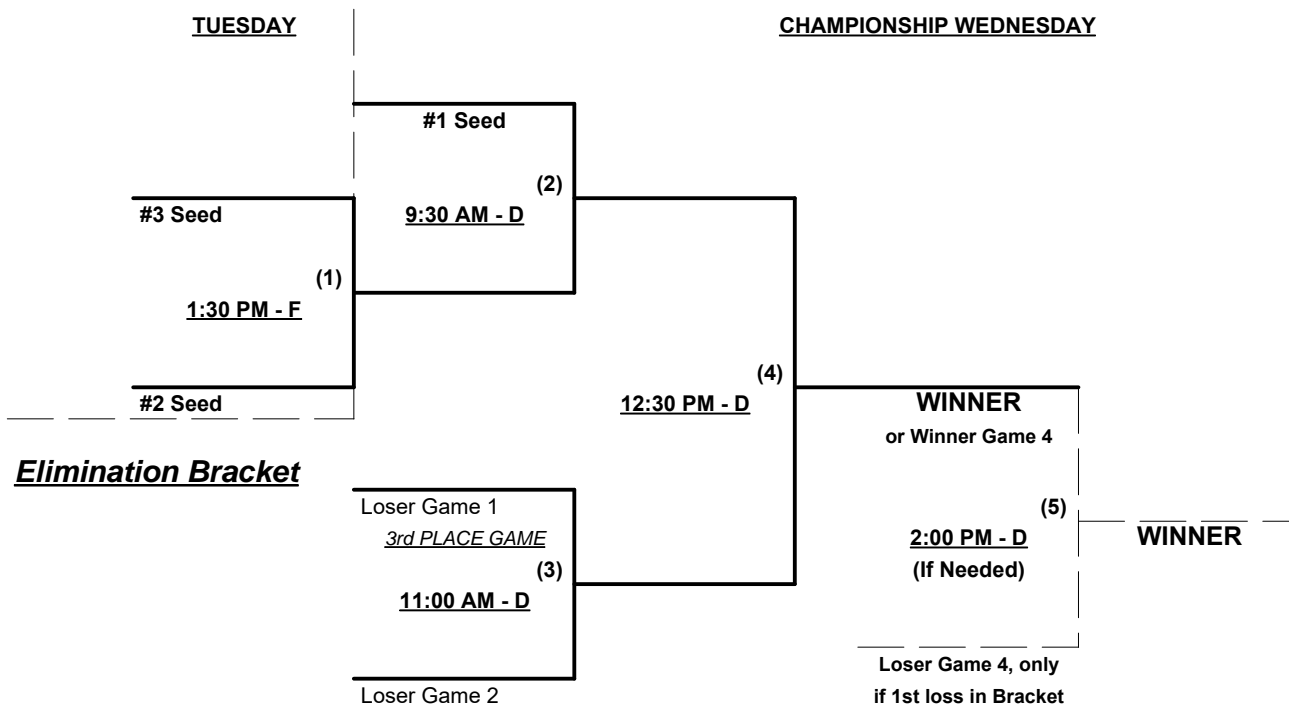 TUESDAY
CHAMPIONSHIP WEDNESDAY
#1 Seed
(2)
9:30 AM - D
#3 Seed
(1)
1:30 PM - F
#2 Seed
(4)
12:30 PM - D
WINNER
or Winner Game 4
Elimination Bracket
Loser Game 1
3rd PLACE GAME
(3)
11:00 AM - D
Loser Game 2
(5)
2:00 PM - D
(If Needed)
WINNER
Loser Game 4, only
if 1st loss in Bracket